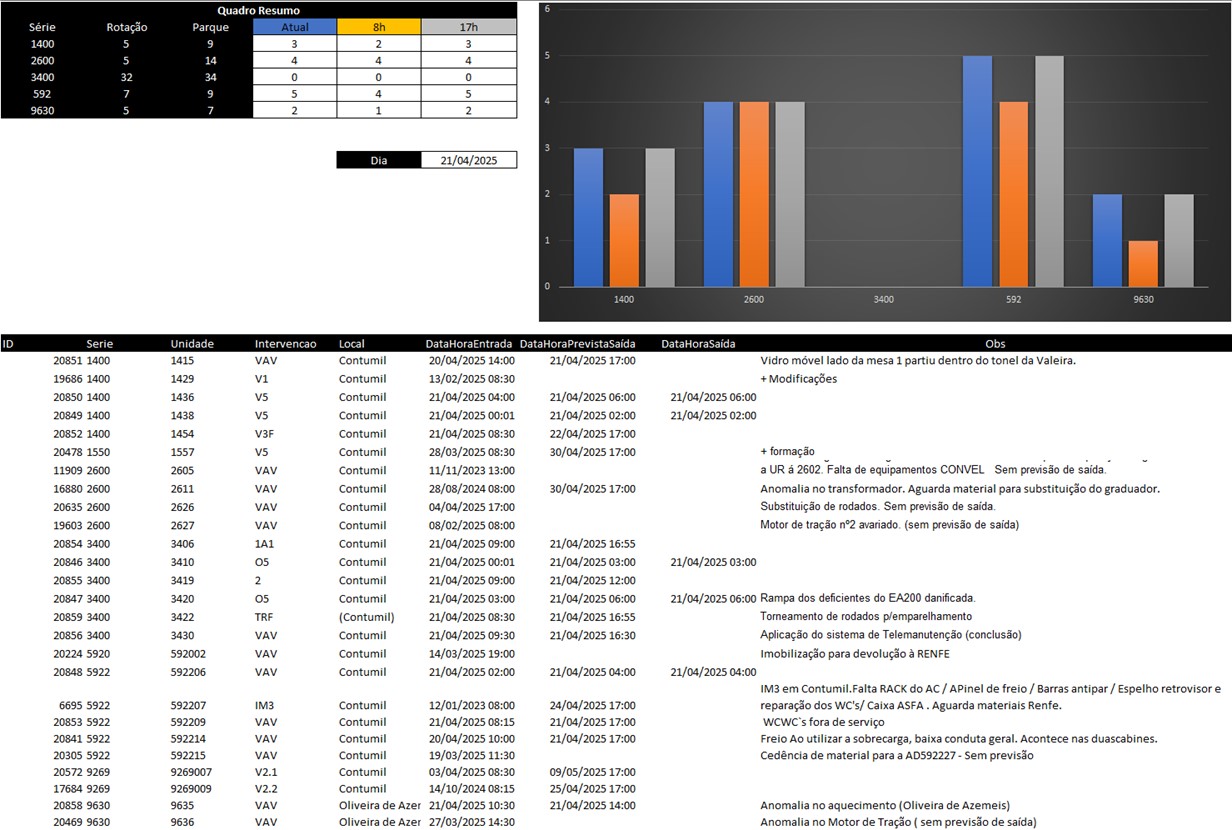 Quadro Resumo
Série Rotação Parque Atual 8h 17h
1400 5 9 3 2 3
2600 5 14 4 4 4
3400 32 34 0 0 0
592 7 9 5 4 5
9630 5 7 2 1 2
Dia 21/04/2025
6
5
4
3
2
1
0
1400 2600 3400 592 9630
ID Serie Unidade Intervencao Local DataHoraEntrada DataHoraPrevistaSaída DataHoraSaída Obs
20851 1400 1415 VAV Contumil 20/04/2025 14:00 21/04/2025 17:00 Vidro móvel lado da mesa 1 partiu dentro do tonel da Valeira.
19686 1400 1429 V1 Contumil 13/02/2025 08:30 + Modificações
20850 1400 1436 V5 Contumil 21/04/2025 04:00 21/04/2025 06:00 21/04/2025 06:00
20849 1400 1438 V5 Contumil 21/04/2025 00:01 21/04/2025 02:00 21/04/2025 02:00
20852 1400 1454 V3F Contumil 21/04/2025 08:30 22/04/2025 17:00
20478 1550 1557 V5 Contumil 28/03/2025 08:30 30/04/2025 17:00 + formação
11909 2600 2605 VAV Contumil 11/11/2023 13:00 a UR á 2602. Falta de equipamentos CONVEL Sem previsão de saída.
16880 2600 2611 VAV Contumil 28/08/2024 08:00 30/04/2025 17:00 Anomalia no transformador. Aguarda material para substituição do graduador.
20635 2600 2626 VAV Contumil 04/04/2025 17:00 Substituição de rodados. Sem previsão de saída.
19603 2600 2627 VAV Contumil 08/02/2025 08:00 Motor de tração nº2 avariado. (sem previsão de saída)
20854 3400 3406 1A1 Contumil 21/04/2025 09:00 21/04/2025 16:55
20846 3400 3410 O5 Contumil 21/04/2025 00:01 21/04/2025 03:00 21/04/2025 03:00
20855 3400 3419 2 Contumil 21/04/2025 09:00 21/04/2025 12:00
20847 3400 3420 O5 Contumil 21/04/2025 03:00 21/04/2025 06:00 21/04/2025 06:00 Rampa dos deficientes do EA200 danificada.
20859 3400 3422 TRF (Contumil) 21/04/2025 08:30 21/04/2025 16:55 Torneamento de rodados p/emparelhamento
20856 3400 3430 VAV Contumil 21/04/2025 09:30 21/04/2025 16:30 Aplicação do sistema de Telemanutenção (conclusão)
20224 5920 592002 VAV Contumil 14/03/2025 19:00 Imobilização para devolução à RENFE
20848 5922 592206 VAV Contumil 21/04/2025 02:00 21/04/2025 04:00 21/04/2025 04:00
IM3 em Contumil.Falta RACK do AC / APinel de freio / Barras antipar / Espelho retrovisor e
6695 5922 592207 IM3 Contumil 12/01/2023 08:00 24/04/2025 17:00 reparação dos WC's/ Caixa ASFA . Aguarda materiais Renfe.
20853 5922 592209 VAV Contumil 21/04/2025 08:15 21/04/2025 17:00 WCWC`s fora de serviço
20841 5922 592214 VAV Contumil 20/04/2025 10:00 21/04/2025 17:00 Freio Ao utilizar a sobrecarga, baixa conduta geral. Acontece nas duascabines.
20305 5922 592215 VAV Contumil 19/03/2025 11:30 Cedência de material para a AD592227 - Sem previsão
20572 9269 9269007 V2.1 Contumil 03/04/2025 08:30 09/05/2025 17:00
17684 9269 9269009 V2.2 Contumil 14/10/2024 08:15 25/04/2025 17:00
20858 9630 9635 VAV Oliveira de Azer 21/04/2025 10:30 21/04/2025 14:00 Anomalia no aquecimento (Oliveira de Azemeis)
20469 9630 9636 VAV Oliveira de Azer 27/03/2025 14:30 Anomalia no Motor de Tração ( sem previsão de saída)